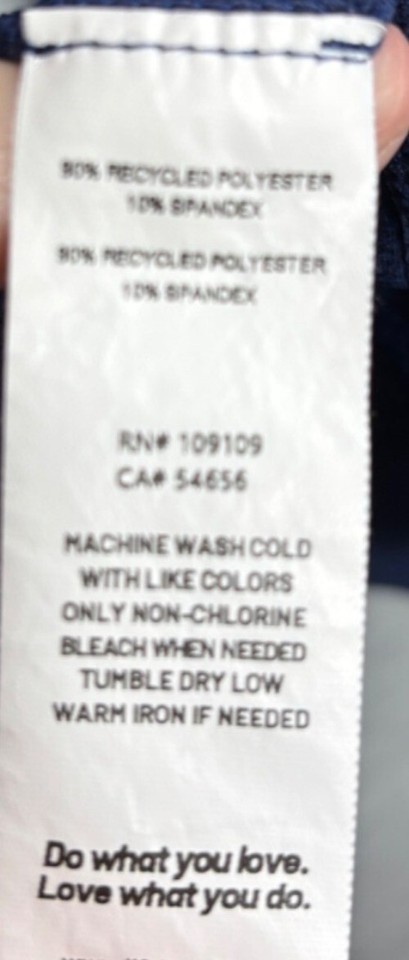 90% RECYCLED POLYESTER
10% SPANDEX
90% RECYCLED POLYESTER
10% SPANDEX
RN# 109109
CA# 54656
MACHINE WASH COLD
WITH LIKE COLORS
ONLY NON-CHLORINE
BLEACH WHEN NEEDED
TUMBLE DRY LOW
WARM IRON IF NEEDED
Do what you love.
Love what you do.